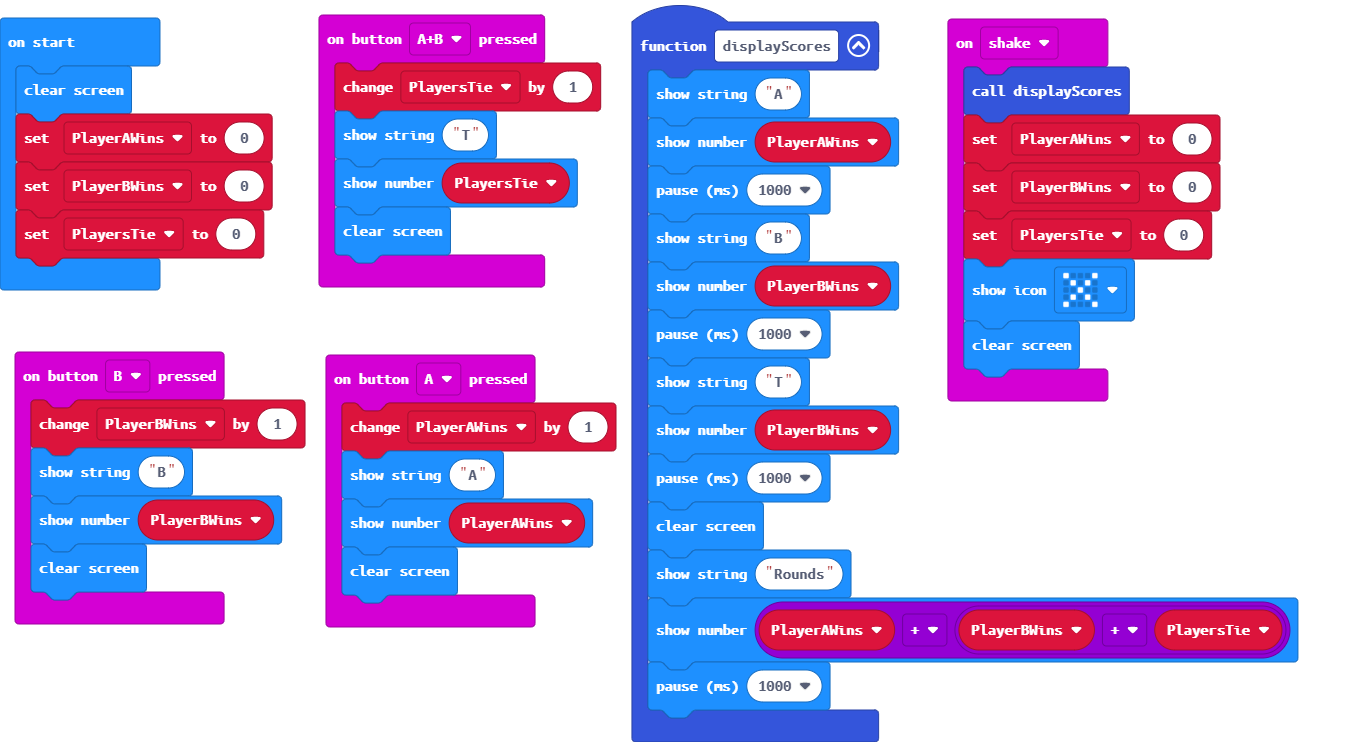 on start
clear screen
set PlayerAWins to 0
set PlayerBWins to 0
set PlayersTie to 0
on button A+B pressed
change PlayersTie by 1
show string "T"
show number PlayersTie
clear screen
function displayScores
show string "A"
show number PlayerAWins
pause (ms) 1000
show string "B"
show number PlayerBWins
pause (ms) 1000
show string "T"
show number PlayerBWins
pause (ms) 1000
clear screen
show string "Rounds"
show number PlayerAWins + PlayerBWins + PlayersTie
pause (ms) 1000
on shake
call displayScores
set PlayerAWins to 0
set PlayerBWins to 0
set PlayersTie to 0
show icon
clear screen
on button B pressed
change PlayerBWins by 1
show string "B"
show number PlayerBWins
clear screen
on button A pressed
change PlayerAWins by 1
show string "A"
show number PlayerAWins
clear screen